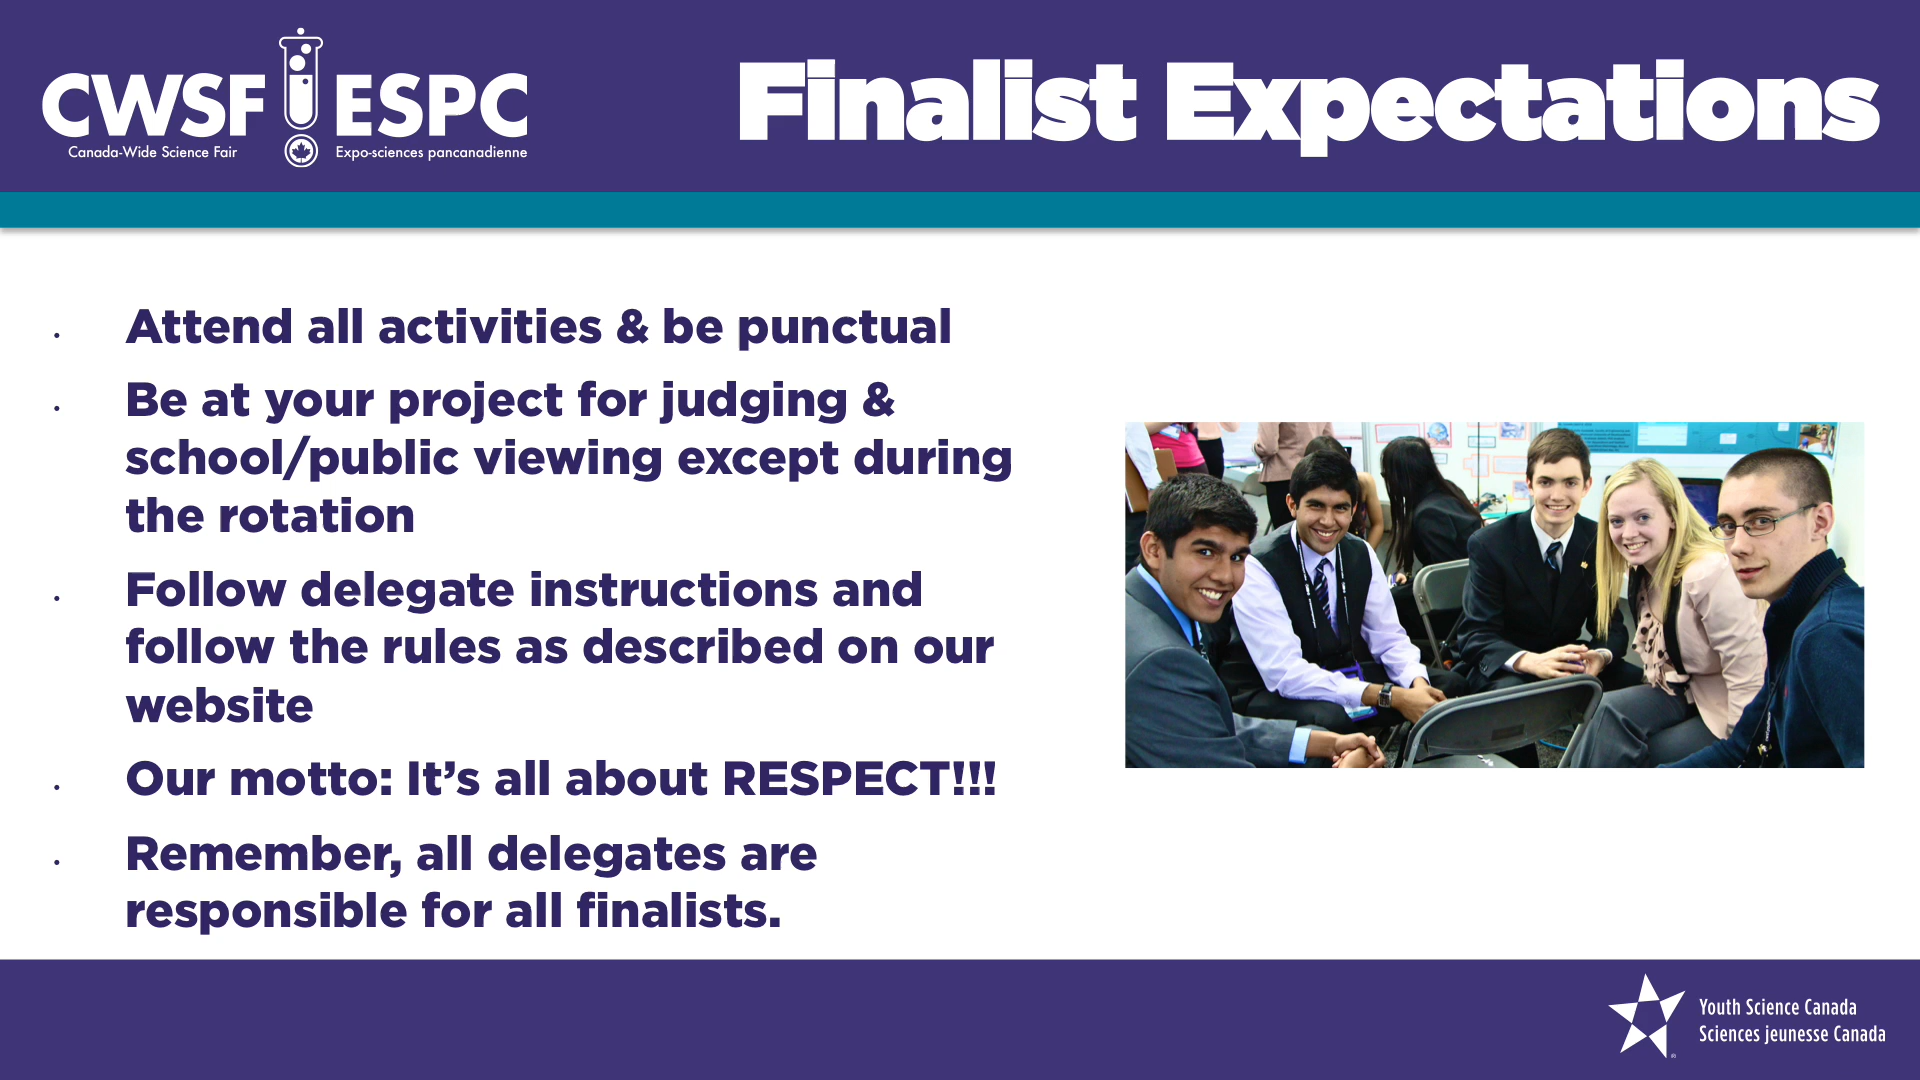 CWSF ESPC
Canada-Wide Science Fair
Expo-sciences pancanadienne
Finalist Expectations
• Attend all activities & be punctual
• Be at your project for judging &
school/public viewing except during
the rotation
• Follow delegate instructions and
follow the rules as described on our
website
• Our motto: It’s all about RESPECT!!!
• Remember, all delegates are
responsible for all finalists.
Youth Science Canada
Sciences jeunesse Canada